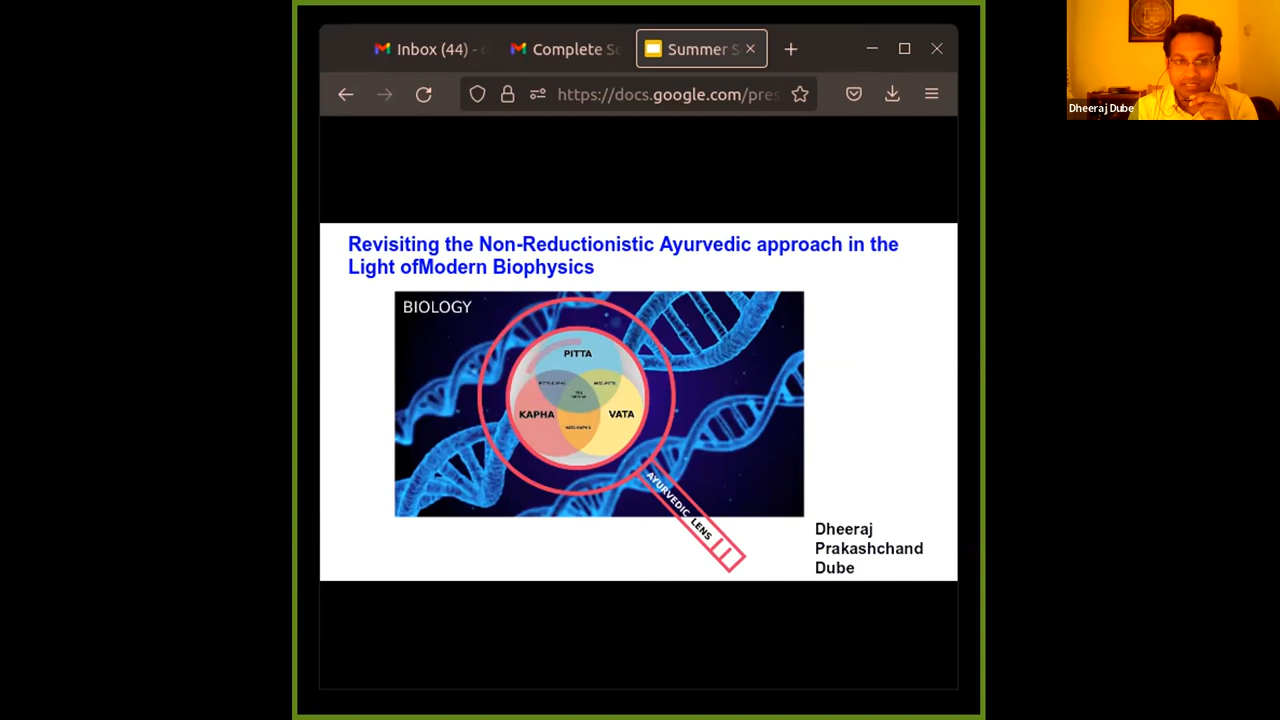 Inbox (44) -
Complete Se
Summer S
https://docs.google.com/pres
Dheeraj Dube
Revisiting the Non-Reductionistic Ayurvedic approach in the
Light ofModern Biophysics
BIOLOGY
PITTA
KAPHA
VATA
AYURVEDIC LENS
Dheeraj
Prakashchand
Dube